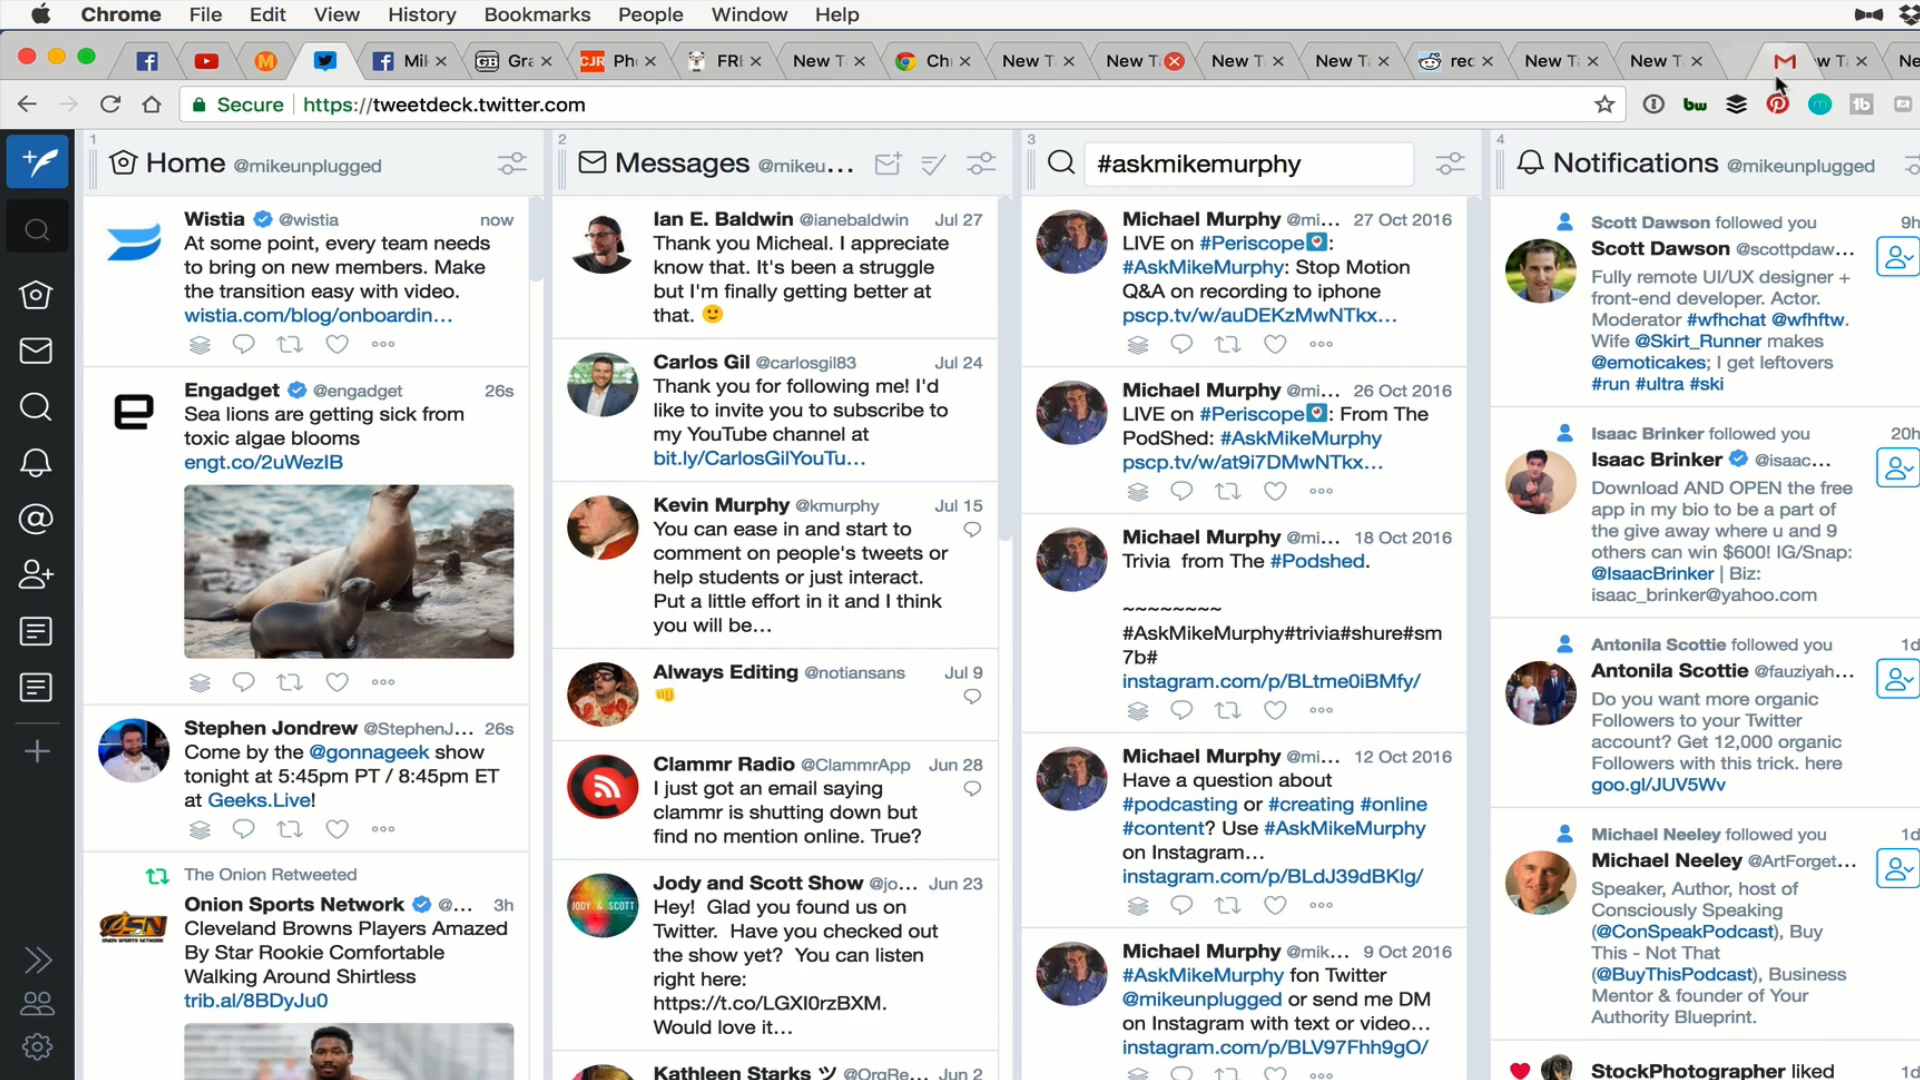 Chrome File Edit View History Bookmarks People Window Help
Mil Gra CJR Pho FRE New T Ch New T New T New T New T rec New T New T w T Ne
Secure https://tweetdeck.twitter.com
1
Home @mikeunplugged
Wistia @wistia now
At some point, every team needs
to bring on new members. Make
the transition easy with video.
wistia.com/blog/onboardin…
Engadget @engadget 26s
Sea lions are getting sick from
toxic algae blooms
engt.co/2uWezIB
Stephen Jondrew @StephenJ… 26s
Come by the @gonnageek show
tonight at 5:45pm PT / 8:45pm ET
at Geeks.Live!
The Onion Retweeted
Onion Sports Network @… 3h
Cleveland Browns Players Amazed
By Star Rookie Comfortable
Walking Around Shirtless
trib.al/8BDyJu0
2
Messages @mikeu…
Ian E. Baldwin @ianebaldwin Jul 27
Thank you Micheal. I appreciate
know that. It's been a struggle
but I'm finally getting better at
that. 🙂
Carlos Gil @carlosgil83 Jul 24
Thank you for following me! I'd
like to invite you to subscribe to
my YouTube channel at
bit.ly/CarlosGilYouTu…
Kevin Murphy @kmurphy Jul 15
You can ease in and start to
comment on people's tweets or
help students or just interact.
Put a little effort in it and I think
you will be…
Always Editing @notiansans Jul 9
👊
Clammr Radio @ClammrApp Jun 28
I just got an email saying
clammr is shutting down but
find no mention online. True?
JODY & SCOTT
Jody and Scott Show @jo… Jun 23
Hey! Glad you found us on
Twitter. Have you checked out
the show yet? You can listen
right here:
https://t.co/LGXI0rzBXM.
Would love it…
Kathleen Starks ツ @OrgRe… Jun 2
3
#askmikemurphy
Michael Murphy @mi… 27 Oct 2016
LIVE on #Periscope:
#AskMikeMurphy: Stop Motion
Q&A on recording to iphone
pscp.tv/w/auDEKzMwNTkx…
Michael Murphy @mi… 26 Oct 2016
LIVE on #Periscope: From The
PodShed: #AskMikeMurphy
pscp.tv/w/at9i7DMwNTkx…
Michael Murphy @mi… 18 Oct 2016
Trivia from The #Podshed.
~~~~~~~~
#AskMikeMurphy#trivia#shure#sm
7b#
instagram.com/p/BLtme0iBMfy/
Michael Murphy @mi… 12 Oct 2016
Have a question about
#podcasting or #creating #online
#content? Use #AskMikeMurphy
on Instagram…
instagram.com/p/BLdJ39dBKlg/
Michael Murphy @mik… 9 Oct 2016
#AskMikeMurphy fon Twitter
@mikeunplugged or send me DM
on Instagram with text or video…
instagram.com/p/BLV97Fhh9gO/
4
Notifications @mikeunplugged
Scott Dawson followed you 9h
Scott Dawson @scottpdaw…
Fully remote UI/UX designer +
front-end developer. Actor.
Moderator #wfhchat @wfhftw.
Wife @Skirt_Runner makes
@emoticakes; I get leftovers
#run #ultra #ski
Isaac Brinker followed you 20h
Isaac Brinker @isaac…
Download AND OPEN the free
app in my bio to be a part of
the give away where u and 9
others can win $600! IG/Snap:
@IsaacBrinker | Biz:
isaac_brinker@yahoo.com
Antonila Scottie followed you 1d
Antonila Scottie @fauziyah…
Do you want more organic
Followers to your Twitter
account? Get 12,000 organic
Followers with this trick. here
goo.gl/JUV5Wv
Michael Neeley followed you 1d
Michael Neeley @ArtForget…
Speaker, Author, host of
Consciously Speaking
(@ConSpeakPodcast), Buy
This - Not That
(@BuyThisPodcast), Business
Mentor & founder of Your
Authority Blueprint.
StockPhotographer liked 1d